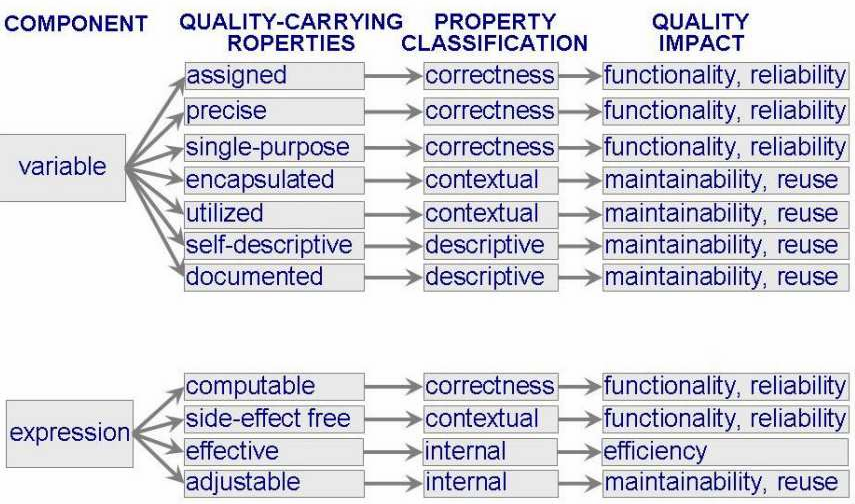 COMPONENT QUALITY-CARRYING ROPERTIES PROPERTY CLASSIFICATION QUALITY IMPACT
variable
assigned correctness functionality, reliability
precise correctness functionality, reliability
single-purpose correctness functionality, reliability
encapsulated contextual maintainability, reuse
utilized contextual maintainability, reuse
self-descriptive descriptive maintainability, reuse
documented descriptive maintainability, reuse
expression
computable correctness functionality, reliability
side-effect free contextual functionality, reliability
effective internal efficiency
adjustable internal maintainability, reuse